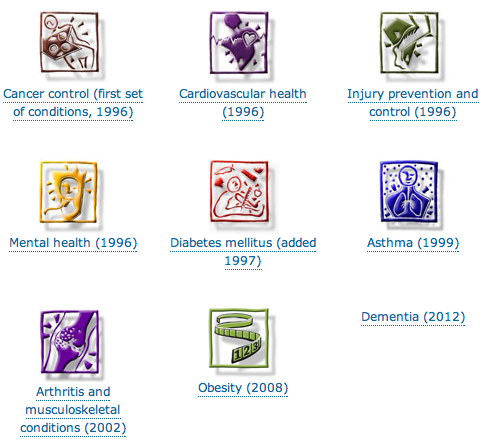 Cancer control (first set
of conditions, 1996)
Cardiovascular health
(1996)
Injury prevention and
control (1996)
Mental health (1996)
Diabetes mellitus (added
1997)
Asthma (1999)
Arthritis and
musculoskeletal
conditions (2002)
123
Obesity (2008)
Dementia (2012)